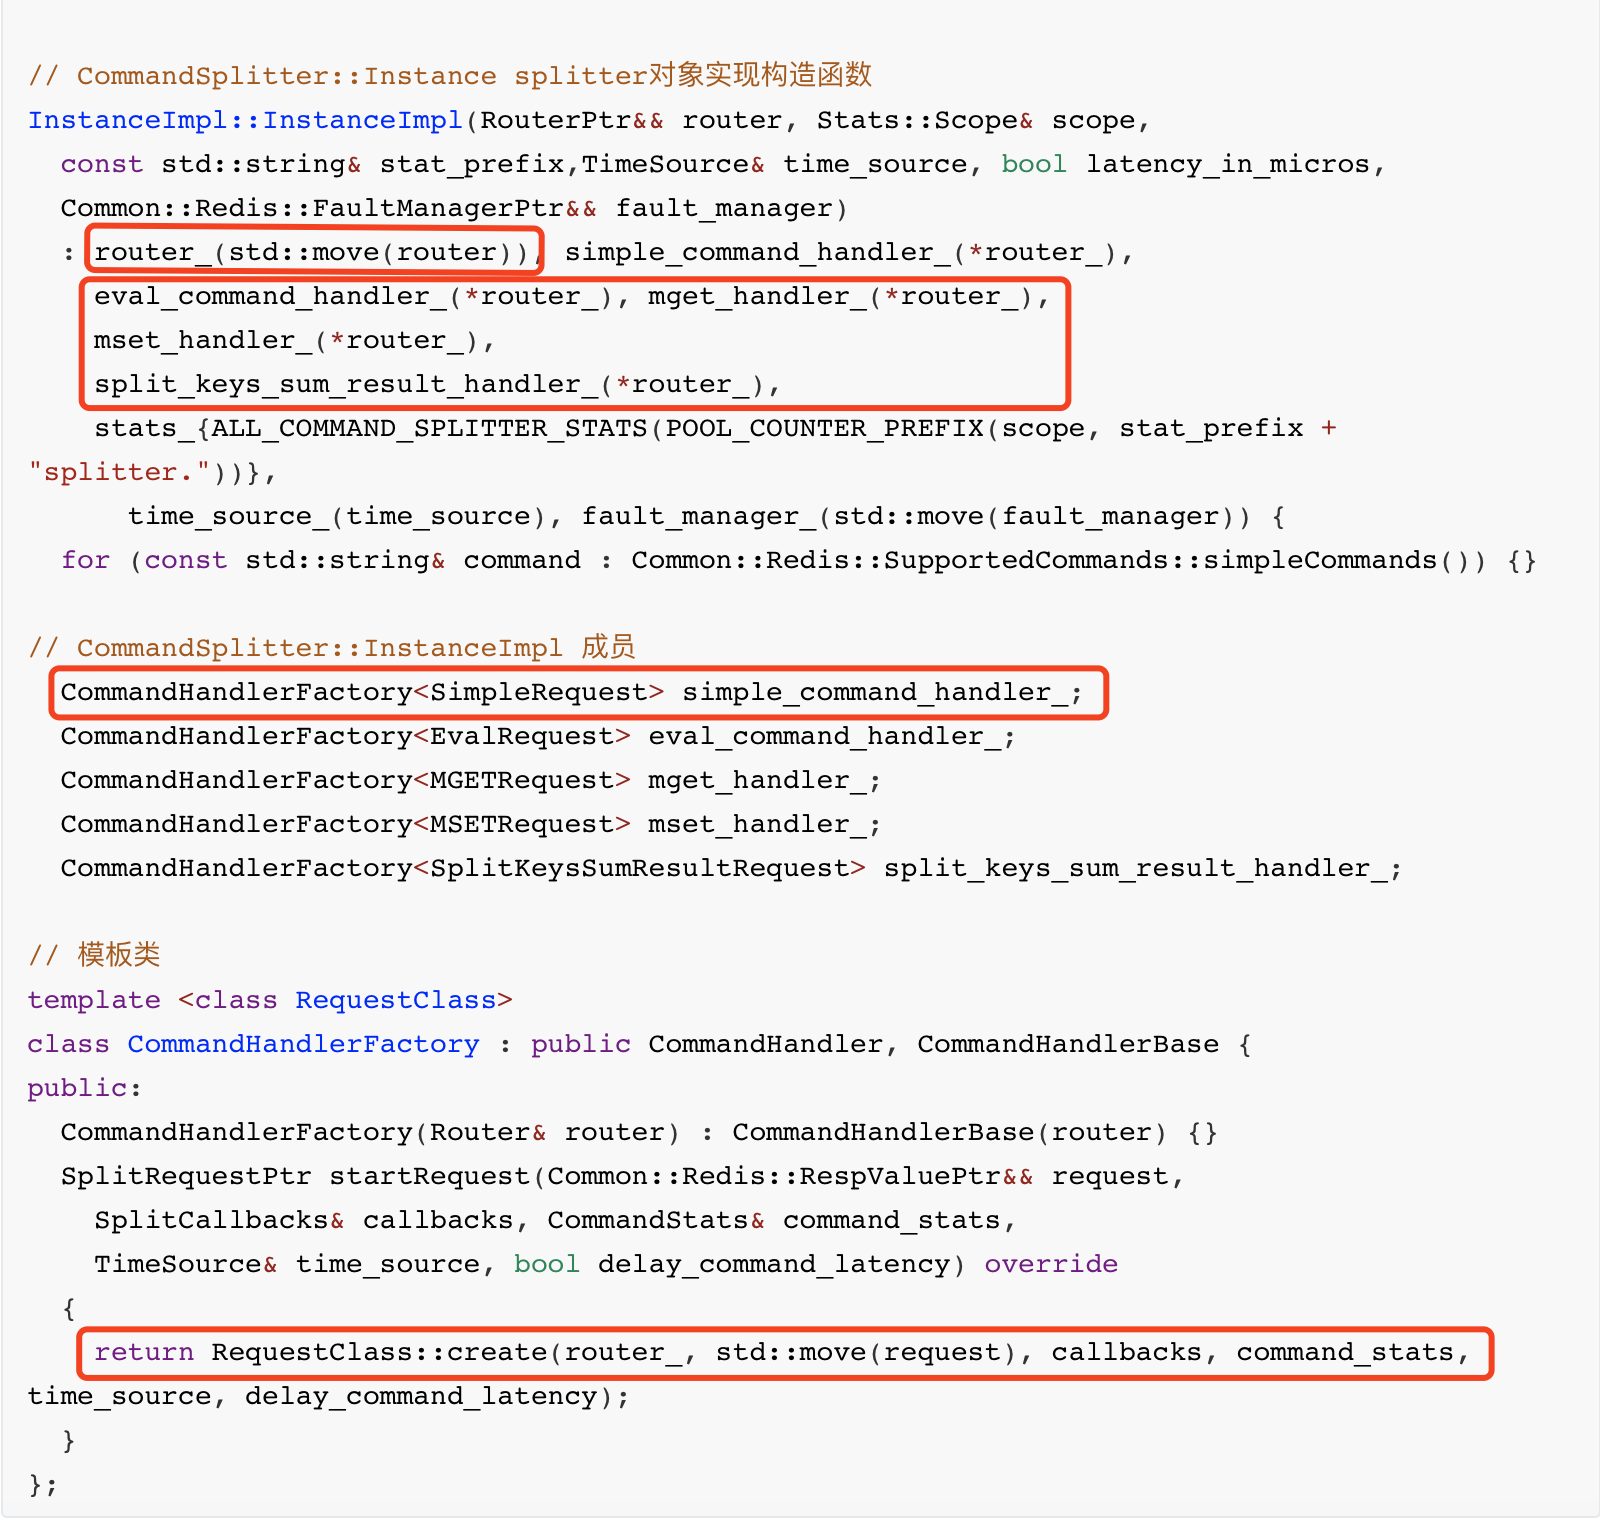 // CommandSplitter::Instance splitter对象实现构造函数
InstanceImpl::InstanceImpl(RouterPtr&& router, Stats::Scope& scope,
  const std::string& stat_prefix,TimeSource& time_source, bool latency_in_micros,
  Common::Redis::FaultManagerPtr&& fault_manager)
  : router_(std::move(router)), simple_command_handler_(*router_),
    eval_command_handler_(*router_), mget_handler_(*router_),
    mset_handler_(*router_),
    split_keys_sum_result_handler_(*router_),
    stats_{ALL_COMMAND_SPLITTER_STATS(POOL_COUNTER_PREFIX(scope, stat_prefix +
"splitter."))},
      time_source_(time_source), fault_manager_(std::move(fault_manager)) {
  for (const std::string& command : Common::Redis::SupportedCommands::simpleCommands()) {}

// CommandSplitter::InstanceImpl 成员
  CommandHandlerFactory<SimpleRequest> simple_command_handler_;
  CommandHandlerFactory<EvalRequest> eval_command_handler_;
  CommandHandlerFactory<MGETRequest> mget_handler_;
  CommandHandlerFactory<MSETRequest> mset_handler_;
  CommandHandlerFactory<SplitKeysSumResultRequest> split_keys_sum_result_handler_;

// 模板类
template <class RequestClass>
class CommandHandlerFactory : public CommandHandler, CommandHandlerBase {
public:
  CommandHandlerFactory(Router& router) : CommandHandlerBase(router) {}
  SplitRequestPtr startRequest(Common::Redis::RespValuePtr&& request,
    SplitCallbacks& callbacks, CommandStats& command_stats,
    TimeSource& time_source, bool delay_command_latency) override
  {
    return RequestClass::create(router_, std::move(request), callbacks, command_stats,
time_source, delay_command_latency);
  }
};